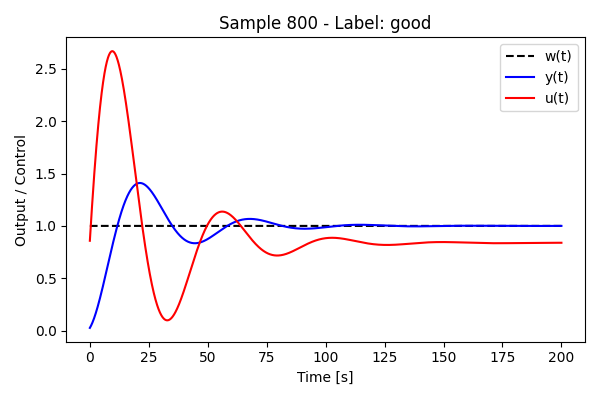 Sample 800 - Label: good
w(t)
y(t)
u(t)
Output / Control
2.5
2.0
1.5
1.0
0.5
0.0
0 25 50 75 100 125 150 175 200
Time [s]